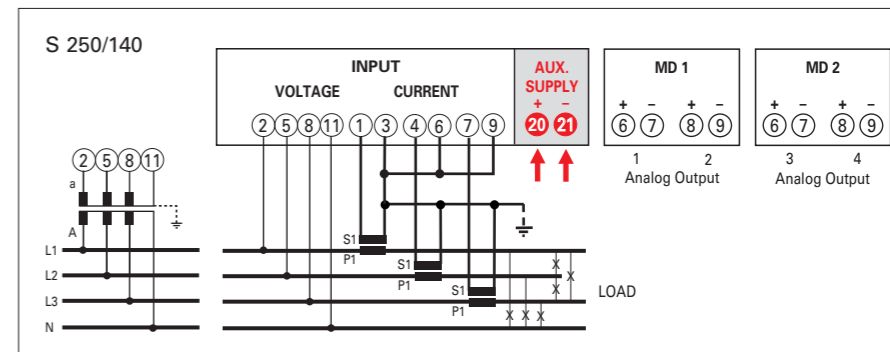 S 250/140
INPUT
VOLTAGE CURRENT
2 5 8 11 1 3 4 6 7 9
AUX.
SUPPLY
+ –
20 21
MD 1
+ – + –
6 7 8 9
1 2
Analog Output
MD 2
+ – + –
6 7 8 9
3 4
Analog Output
2 5 8 11
a
A
L1
L2
L3
N
S1
P1
S1
P1
S1
P1
X
X
X
X X X
LOAD